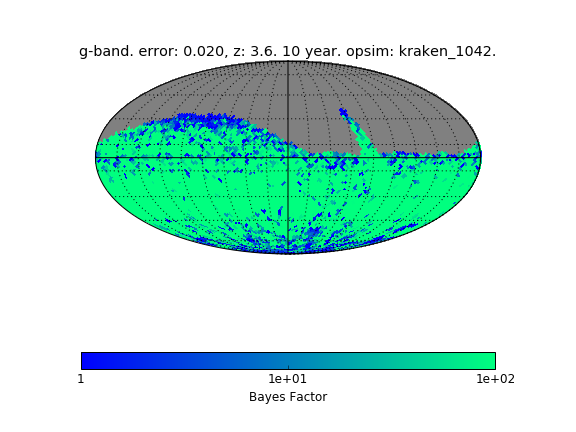 g-band. error: 0.020, z: 3.6. 10 year. opsim: kraken_1042.
1 1e+01 1e+02
Bayes Factor